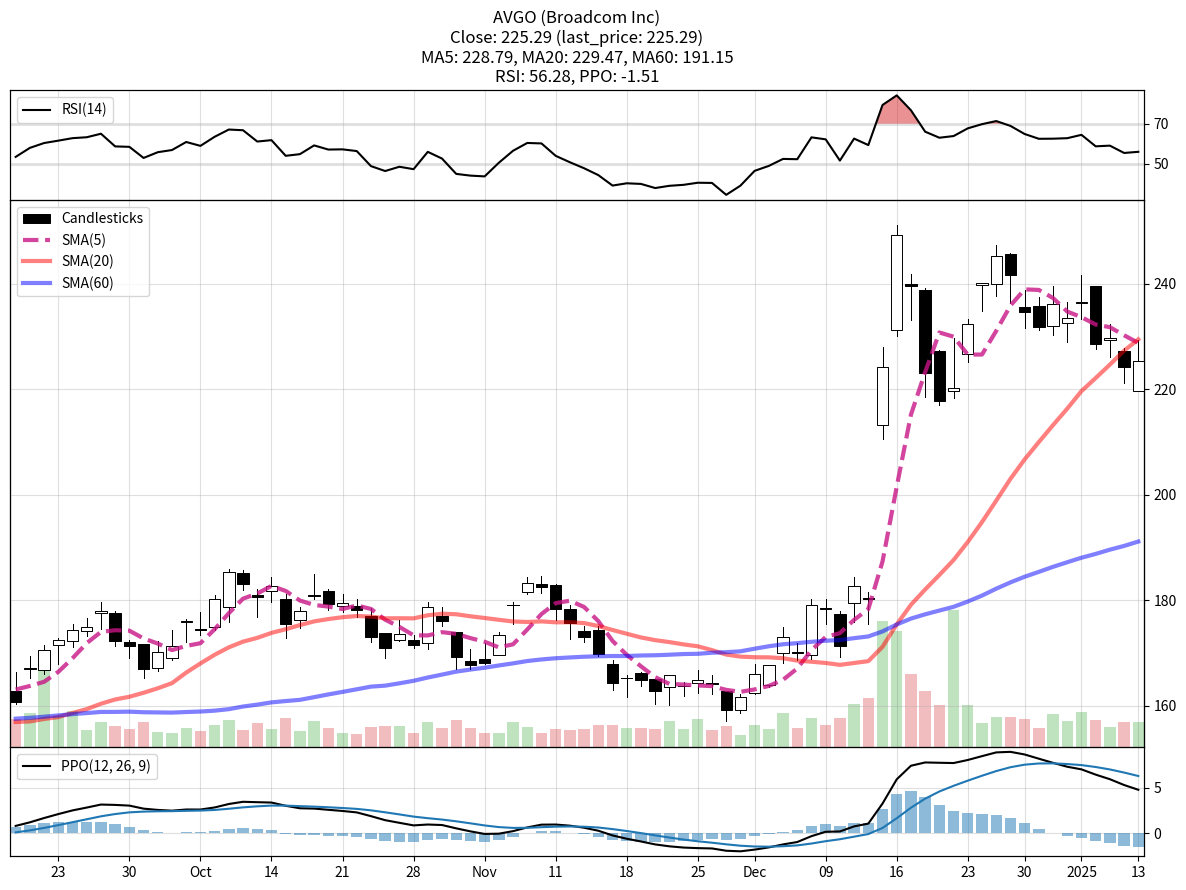 AVGO (Broadcom Inc)
Close: 225.29 (last_price: 225.29)
MA5: 228.79, MA20: 229.47, MA60: 191.15
RSI: 56.28, PPO: -1.51
RSI(14)
70
50
Candlesticks
SMA(5)
SMA(20)
SMA(60)
240
220
200
180
160
PPO(12, 26, 9)
5
0
23 30 Oct 14 21 28 Nov 11 18 25 Dec 09 16 23 30 2025 13